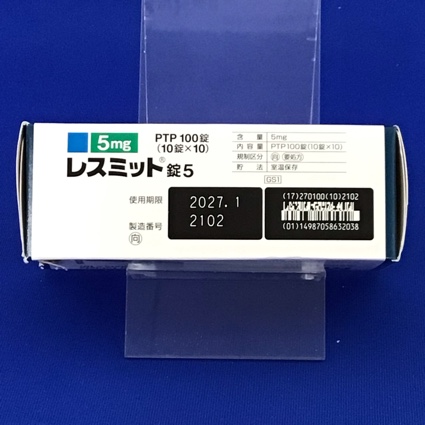 5mg
PTP 100錠
(10錠×10)
レスミット®錠5
含量 5mg
内容量 PTP100錠(10錠×10)
規制区分 向 要処方
貯法 室温保存
GS1
使用期限 2027. 1
製造番号 2102
向
(17)270100(10)2102
(01)14987058632038